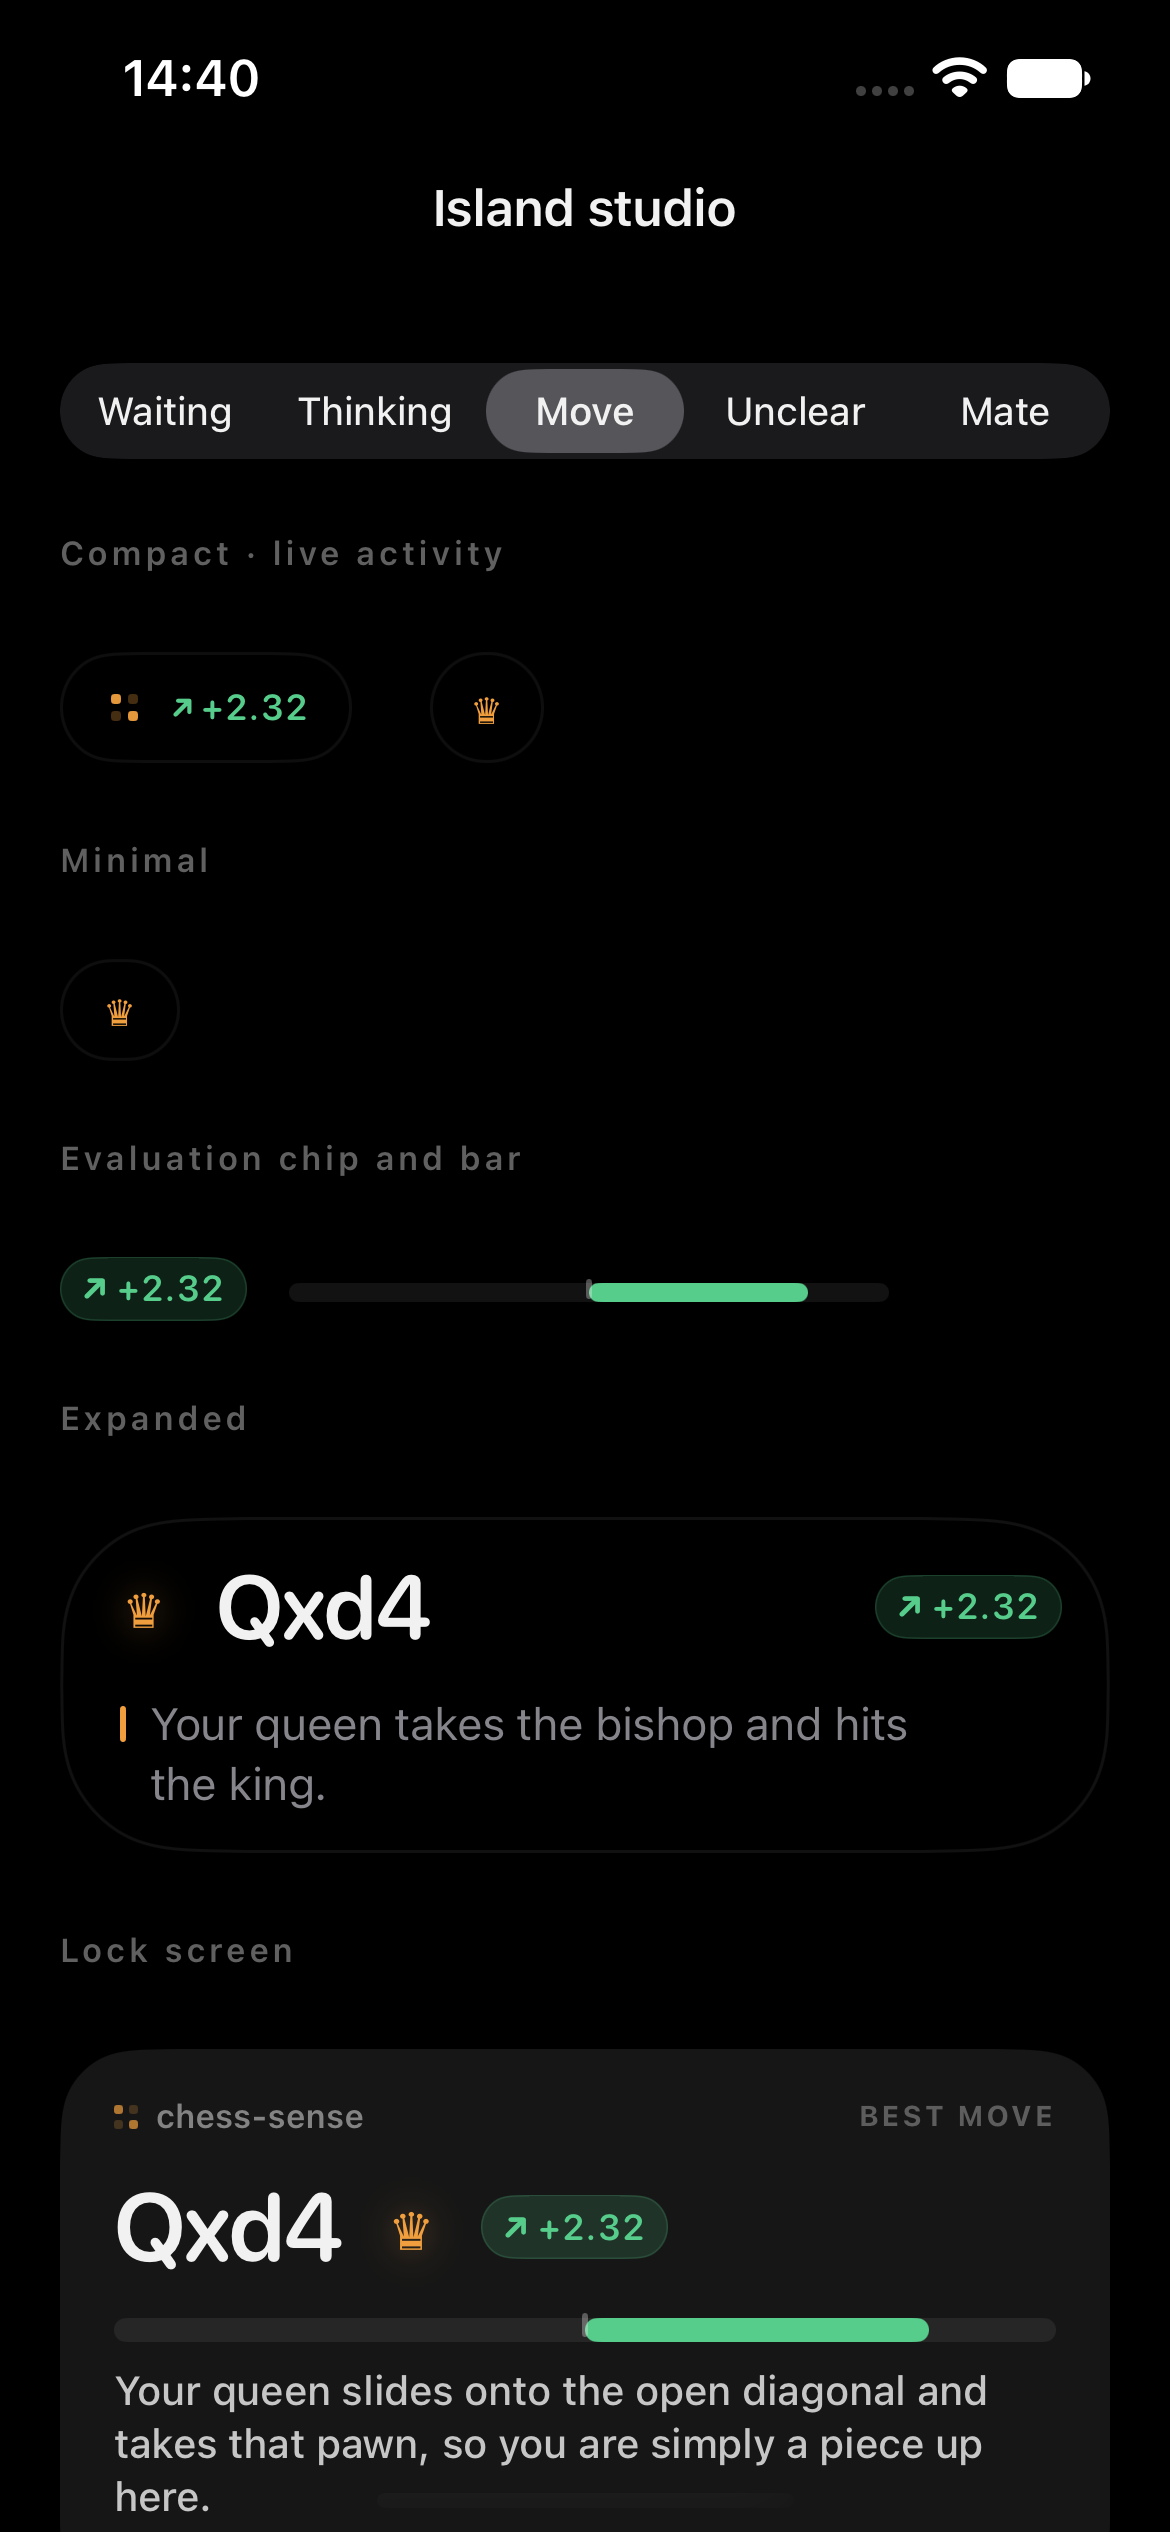 14:40
Island studio
Waiting Thinking Move Unclear Mate
Compact · live activity
+2.32
Minimal
Evaluation chip and bar
+2.32
Expanded
Qxd4 +2.32
Your queen takes the bishop and hits
the king.
Lock screen
chess-sense BEST MOVE
Qxd4 +2.32
Your queen slides onto the open diagonal and
takes that pawn, so you are simply a piece up
here.